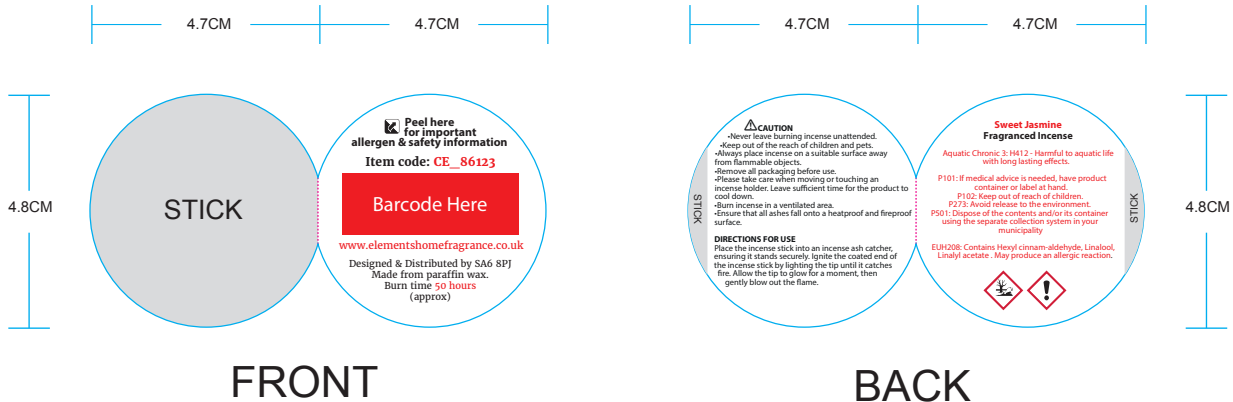 4.7CM
4.7CM
4.7CM
4.7CM
4.8CM
STICK
Peel here
for important
allergen & safety information
Item code: CE_86123
Barcode Here
www.elementshomefragrance.co.uk
Designed & Distributed by SA6 8PJ
Made from paraffin wax.
Burn time 50 hours
(approx)
FRONT
STICK
CAUTION
•Never leave burning incense unattended.
•Keep out of the reach of children and pets.
•Always place incense on a suitable surface away
from flammable objects.
•Remove all packaging before use.
•Please take care when moving or touching an
incense holder. Leave sufficient time for the product to
cool down.
•Burn incense in a ventilated area.
•Ensure that all ashes fall onto a heatproof and fireproof
surface.
DIRECTIONS FOR USE
Place the incense stick into an incense ash catcher,
ensuring it stands securely. Ignite the coated end of
the incense stick by lighting the tip until it catches
fire. Allow the tip to glow for a moment, then
gently blow out the flame.
Sweet Jasmine
Fragranced Incense
Aquatic Chronic 3: H412 - Harmful to aquatic life
with long lasting effects.
P101: If medical advice is needed, have product
container or label at hand.
P102: Keep out of reach of children.
P273: Avoid release to the environment.
P501: Dispose of the contents and/or its container
using the separate collection system in your
municipality
EUH208: Contains Hexyl cinnam-aldehyde, Linalool,
Linalyl acetate . May produce an allergic reaction.
STICK
4.8CM
BACK